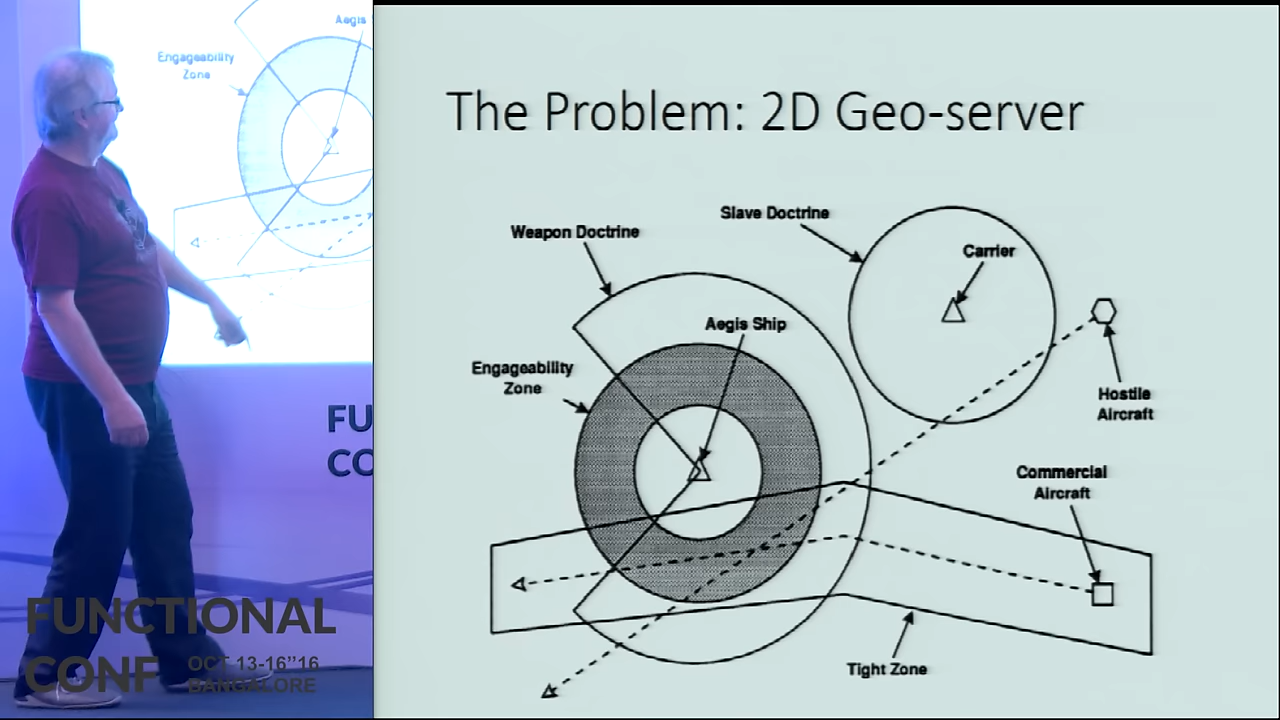 Aegis
Engageability
Zone
FU
CO
FUNCTIONAL
CONF
OCT 13-16"16
BANGALORE
The Problem: 2D Geo-server
Slave Doctrine
Weapon Doctrine
Carrier
Aegis Ship
Engageability
Zone
Hostile
Aircraft
Commercial
Aircraft
Tight Zone